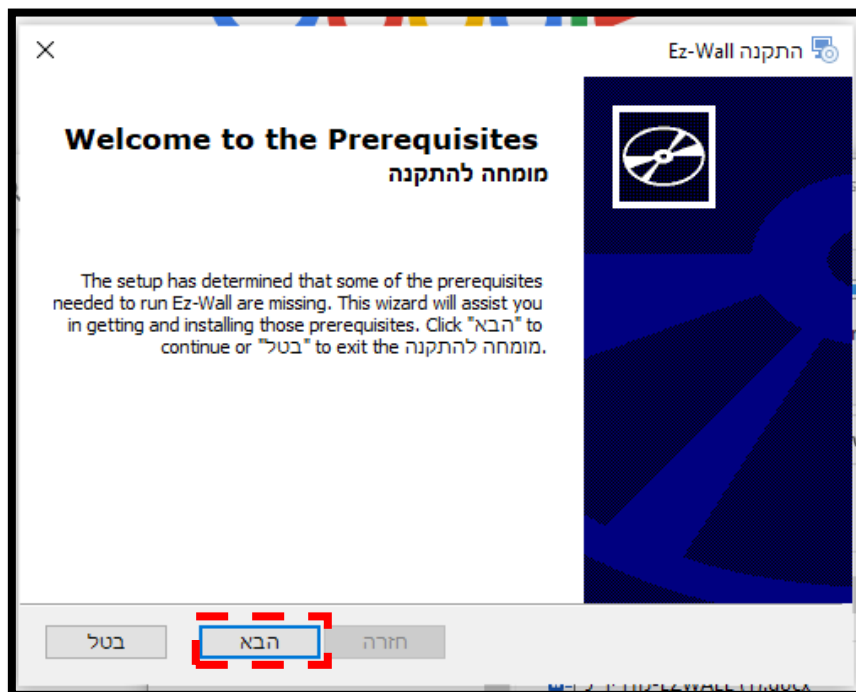 התקנה Ez-Wall
Welcome to the Prerequisites
מומחה להתקנה
The setup has determined that some of the prerequisites
needed to run Ez-Wall are missing. This wizard will assist you
in getting and installing those prerequisites. Click "הבא" to
continue or "בטל" to exit the מומחה להתקנה.
חזרה
הבא
בטל